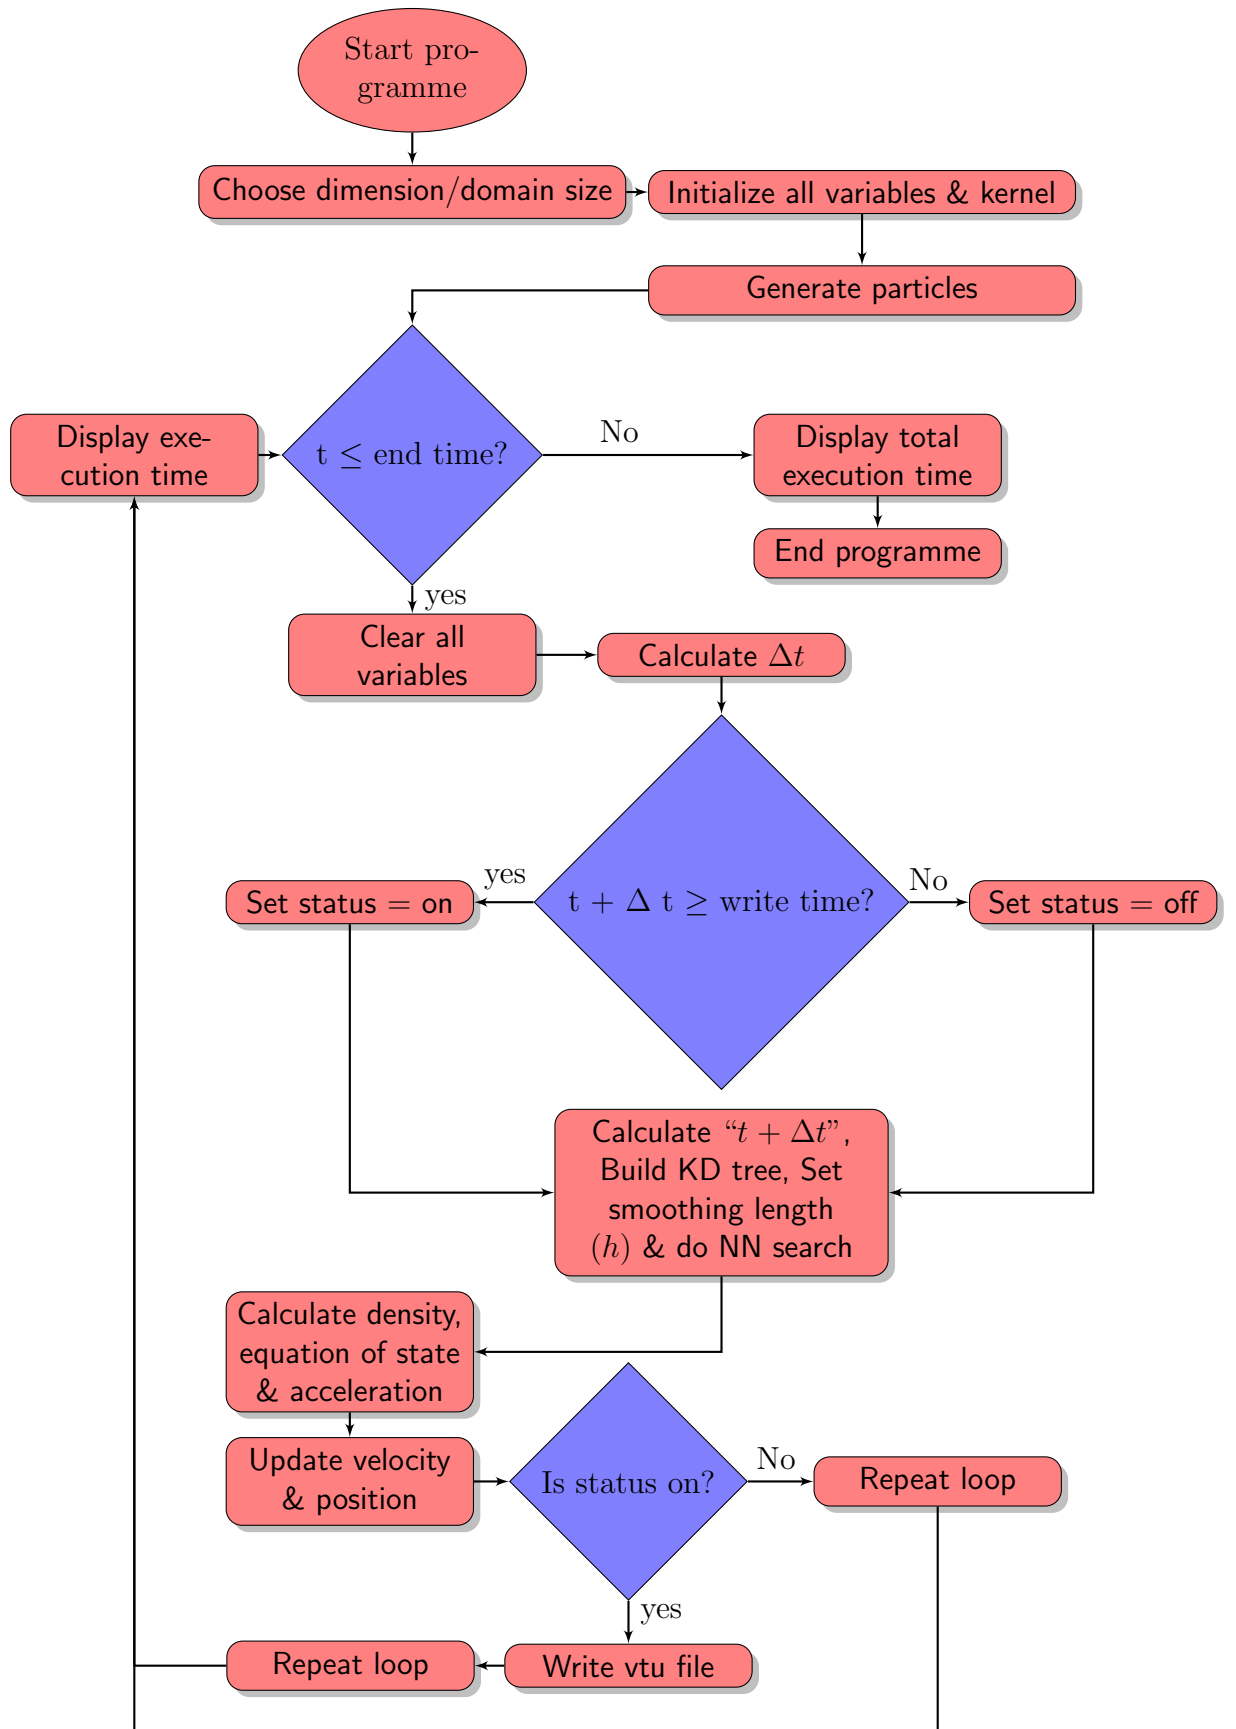 Start pro-
gramme
Choose dimension/domain size
Initialize all variables & kernel
Generate particles
Display exe-
cution time
t ≤ end time?
No
Display total
execution time
End programme
yes
Clear all
variables
Calculate Δt
yes
t + Δ t ≥ write time?
No
Set status = on
Set status = off
Calculate “t + Δt”,
Build KD tree, Set
smoothing length
(h) & do NN search
Calculate density,
equation of state
& acceleration
Update velocity
& position
Is status on?
No
Repeat loop
yes
Repeat loop
Write vtu file